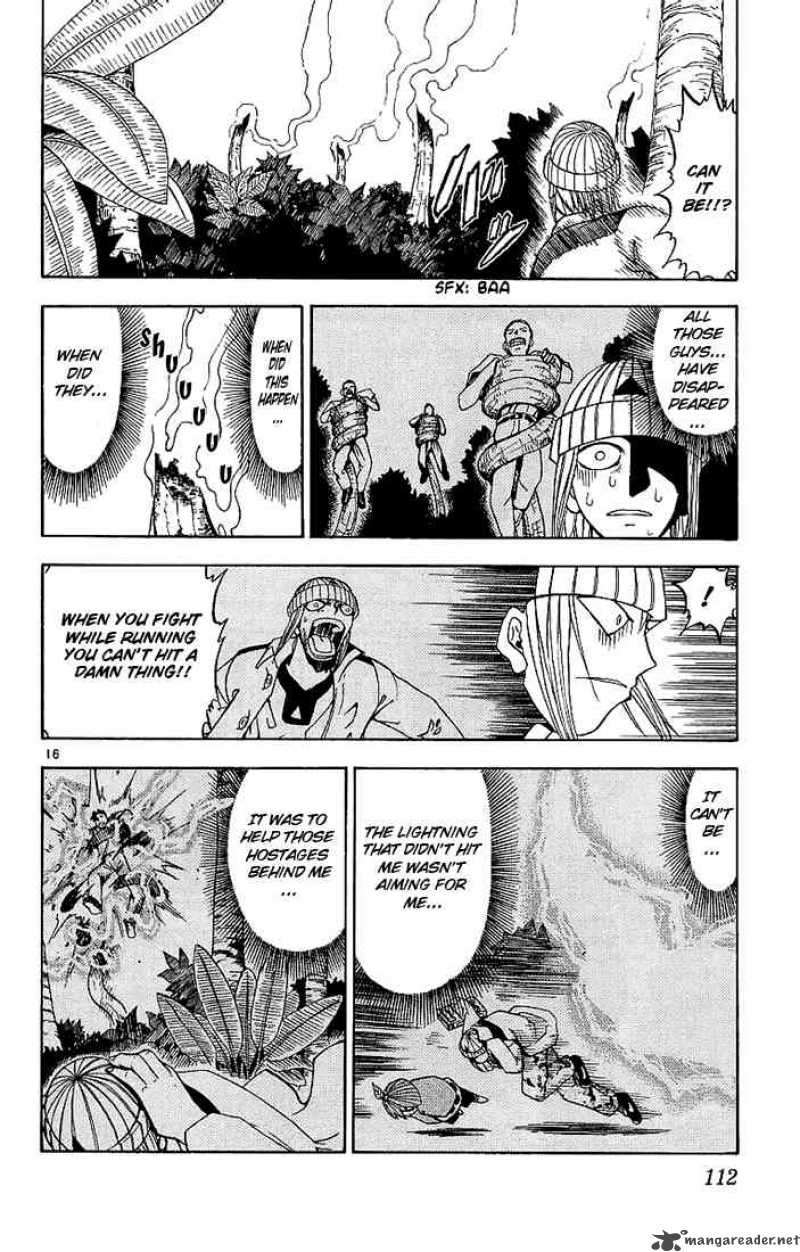 CAN
IT
BE!!?
SFX: BAA
ALL
THOSE
GUYS...
HAVE
DISAP-
PEARED
...
WHEN
DID
THIS
HAPPEN
...
SHUUUUUUU
WHEN
DID
THEY...
!
WHEN YOU FIGHT
WHILE RUNNING
YOU CAN'T HIT A
DAMN THING!!
16
IT
CAN'T
BE
...
THE LIGHTNING
THAT DIDN'T HIT
ME WASN'T
AIMING FOR
ME...
IT WAS TO
HELP THOSE
HOSTAGES
BEHIND ME
...
112
mangareader.net